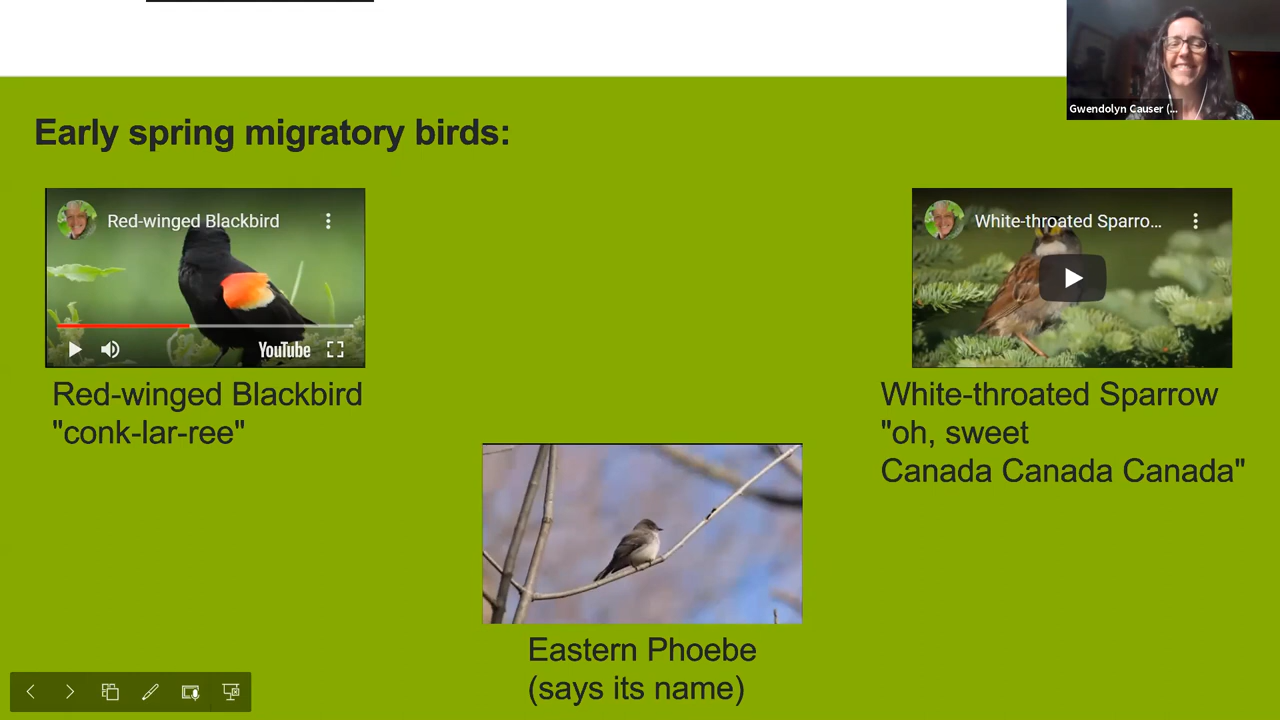 Gwendolyn Causer (...
Early spring migratory birds:
Red-winged Blackbird
YouTube
Red-winged Blackbird
"conk-lar-ree"
White-throated Sparro...
White-throated Sparrow
"oh, sweet
Canada Canada Canada"
Eastern Phoebe
(says its name)